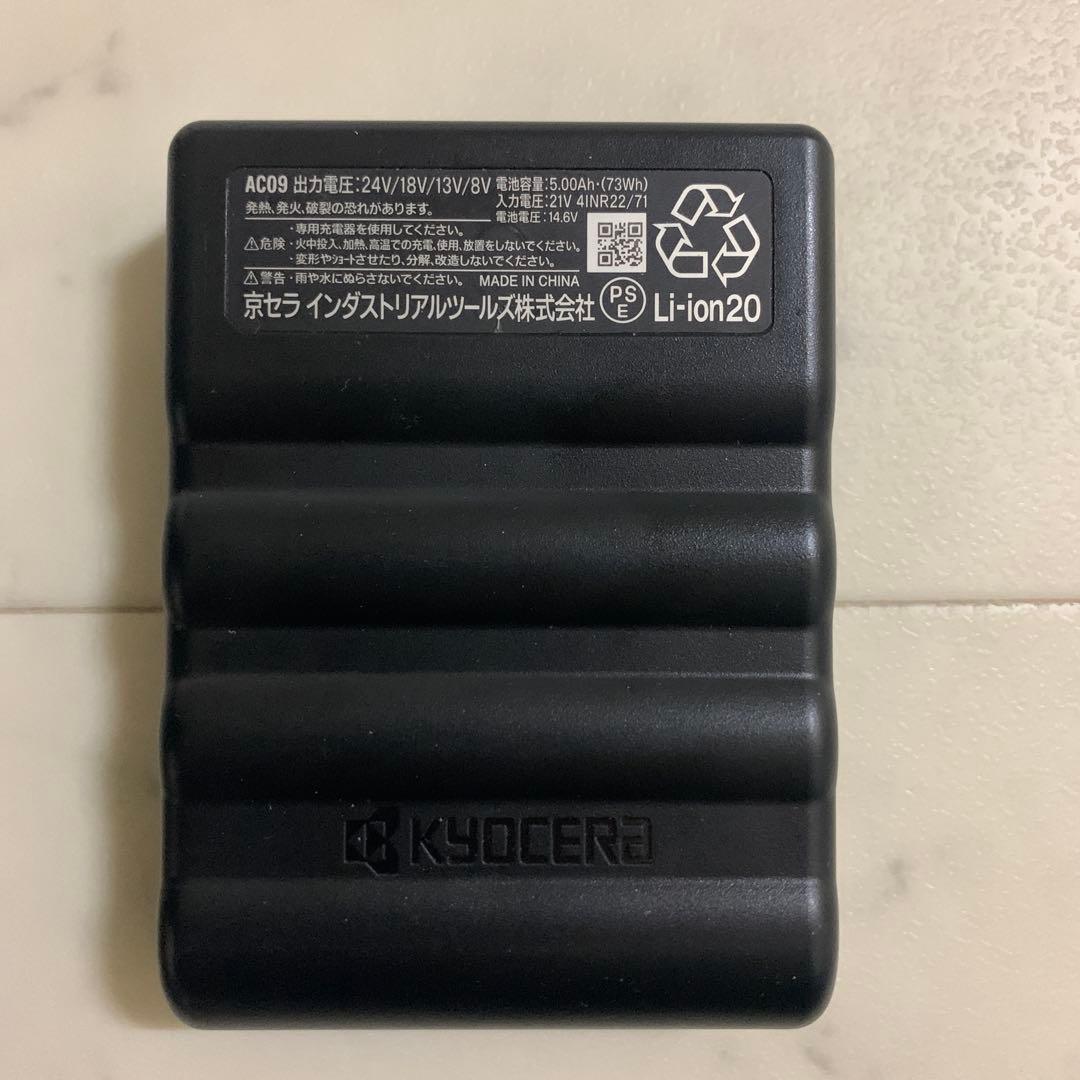 AC09 出力電圧:24V/18V/13V/8V 電池容量:5.00Ah・(73Wh)
発熱、発火、破裂の恐れがあります。 入力電圧:21V 4INR22/71
電池電圧:14.6V
・専用充電器を使用してください。
⚠危険・火中投入、加熱、高温での充電、使用、放置をしないでください。
・変形やショートさせたり、分解、改造しないでください。
⚠警告・雨や水にぬらさないでください。 MADE IN CHINA
京セラ インダストリアルツールズ株式会社 PSE Li-ion20
KYOCERA